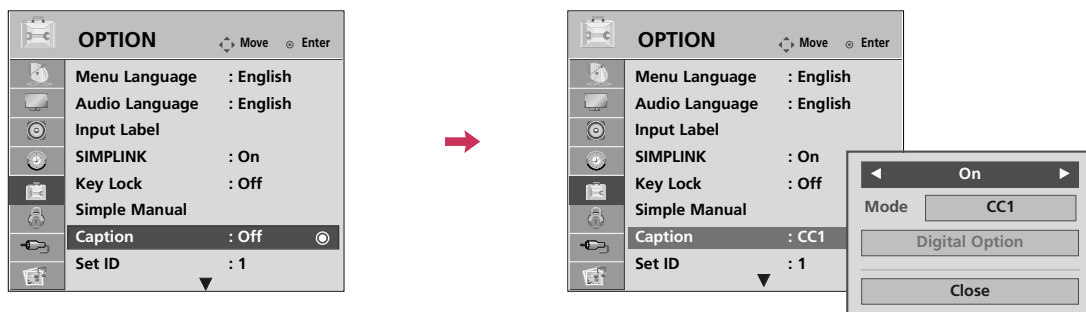 OPTION Move Enter
Menu Language : English
Audio Language : English
Input Label
SIMPLINK : On
Key Lock : Off
Simple Manual
Caption : Off
Set ID : 1
OPTION Move Enter
Menu Language : English
Audio Language : English
Input Label
SIMPLINK : On
Key Lock : Off
Simple Manual
Caption : CC1
Set ID : 1
On
Mode CC1
Digital Option
Close